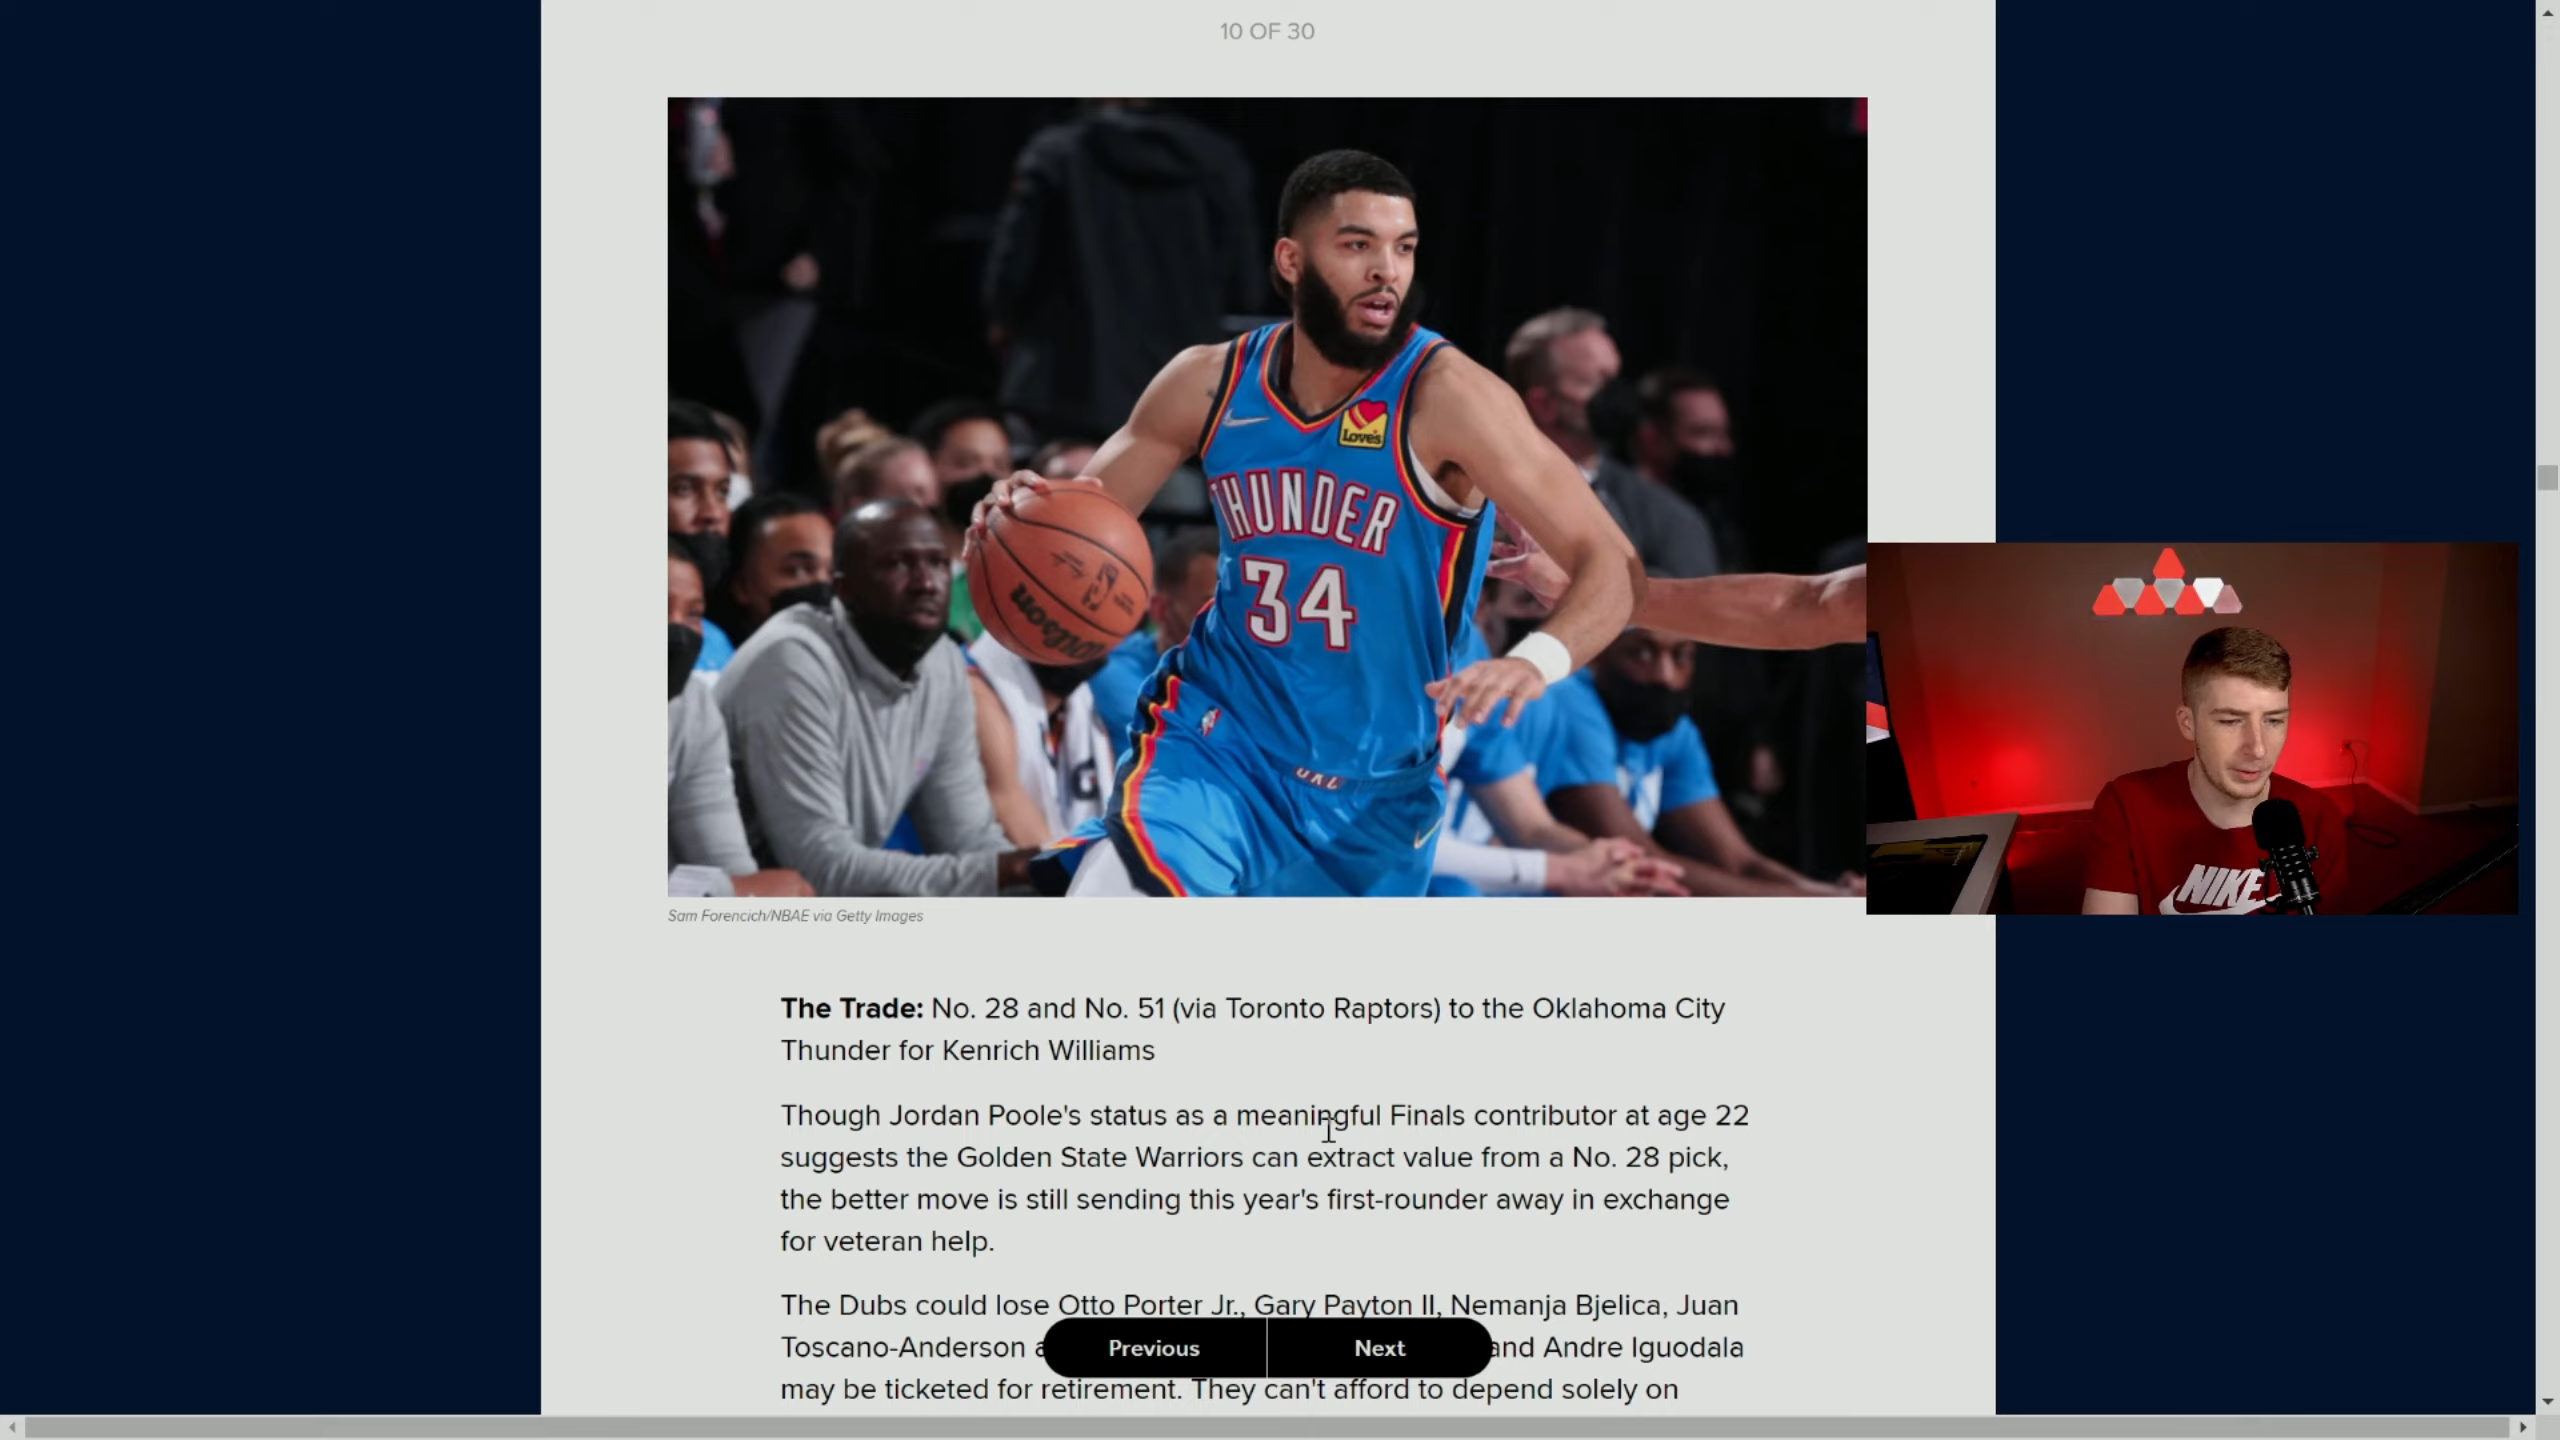 10 OF 30
Love's
THUNDER
34
Wilson
OKC
NIKE
Sam Forencich/NBAE via Getty Images
The Trade: No. 28 and No. 51 (via Toronto Raptors) to the Oklahoma City
Thunder for Kenrich Williams
Though Jordan Poole's status as a meaningful Finals contributor at age 22
suggests the Golden State Warriors can extract value from a No. 28 pick,
the better move is still sending this year's first-rounder away in exchange
for veteran help.
The Dubs could lose Otto Porter Jr., Gary Payton II, Nemanja Bjelica, Juan
Toscano-Anderson a
Previous Next
and Andre Iguodala
may be ticketed for retirement. They can't afford to depend solely on